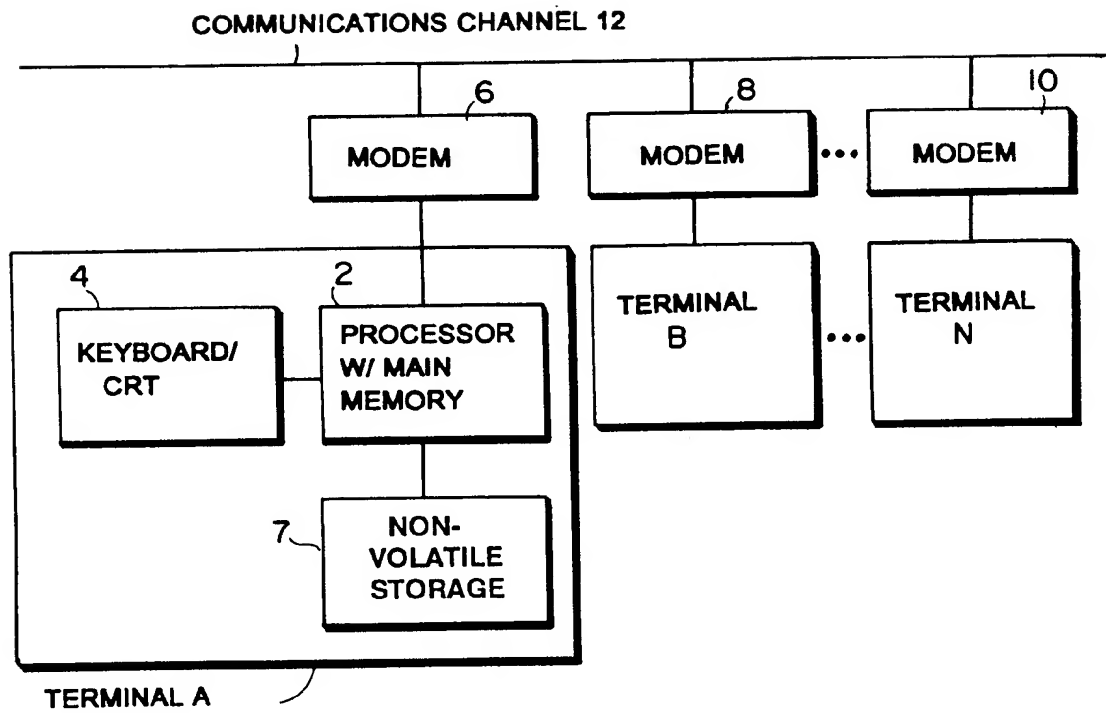 COMMUNICATIONS CHANNEL 12
6
8
10
MODEM
MODEM
MODEM
4
2
KEYBOARD/
CRT
PROCESSOR
W/ MAIN
MEMORY
TERMINAL
B
TERMINAL
N
7
NON-
VOLATILE
STORAGE
TERMINAL A